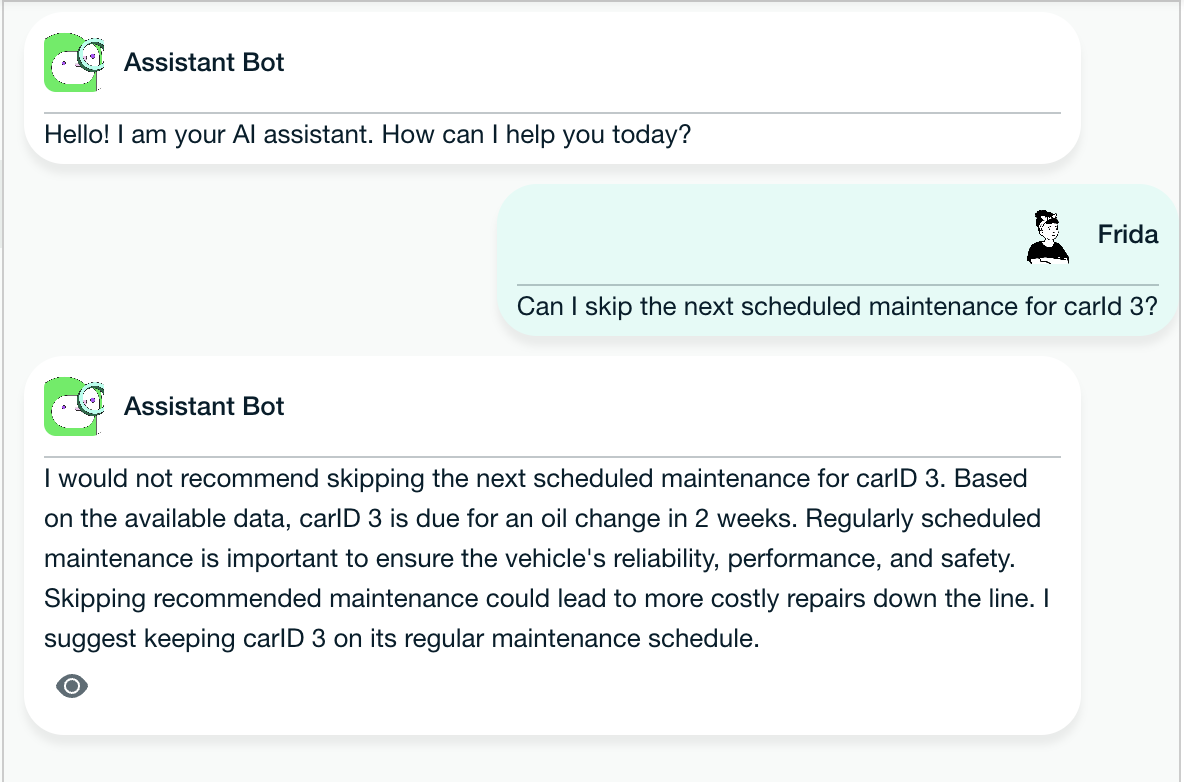 Assistant Bot
Hello! I am your AI assistant. How can I help you today?
Frida
Can I skip the next scheduled maintenance for carId 3?
Assistant Bot
I would not recommend skipping the next scheduled maintenance for carID 3. Based
on the available data, carID 3 is due for an oil change in 2 weeks. Regularly scheduled
maintenance is important to ensure the vehicle's reliability, performance, and safety.
Skipping recommended maintenance could lead to more costly repairs down the line. I
suggest keeping carID 3 on its regular maintenance schedule.